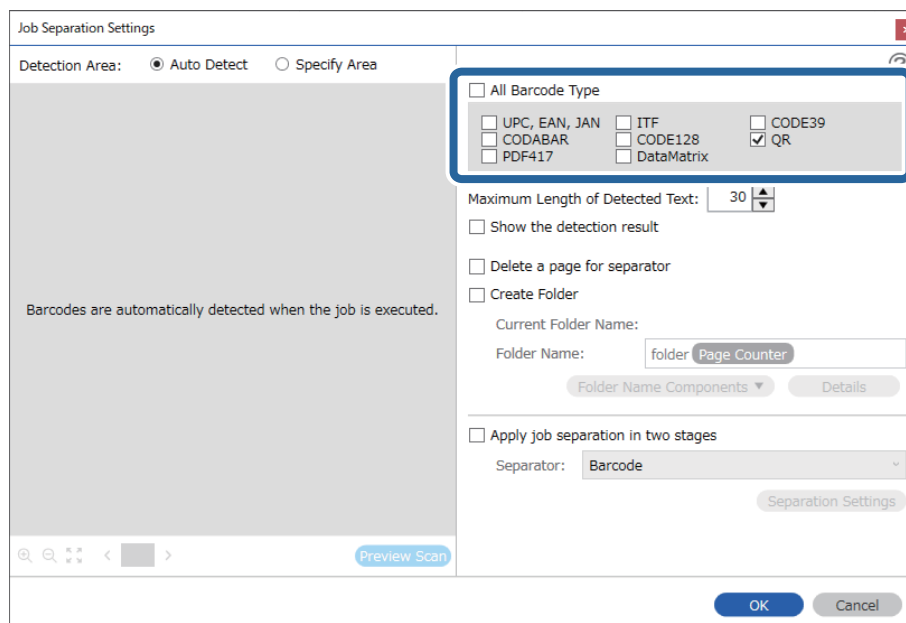 Job Separation Settings
Detection Area: Auto Detect Specify Area
All Barcode Type
UPC, EAN, JAN ITF CODE39
CODABAR CODE128 QR
PDF417 DataMatrix
Maximum Length of Detected Text: 30
Show the detection result
Delete a page for separator
Barcodes are automatically detected when the job is executed.
Create Folder
Current Folder Name:
Folder Name: folder Page Counter
Folder Name Components Details
Apply job separation in two stages
Separator: Barcode
Separation Settings
Preview Scan
OK Cancel